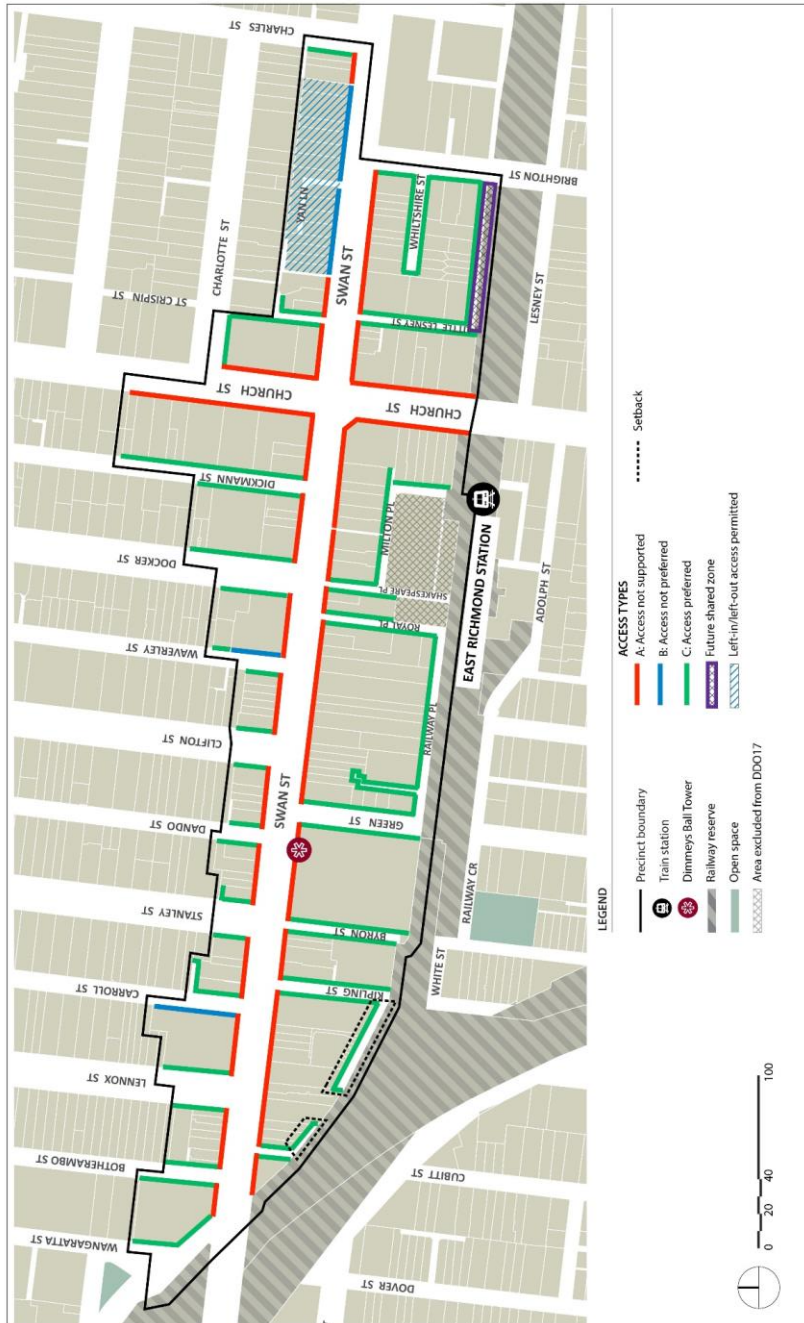 CHARLES ST
CHARLOTTE ST
ST CRISPIN ST
YAN LN
SWAN ST
WHILTSHIRE ST
BRIGHTON ST
LESNEY ST
CHURCH ST
CHURCH ST
DICKMANN ST
DOCKER ST
MILTON PL
SHAKESPEARE PL
ROYAL PL
EAST RICHMOND STATION
ADOLPH ST
WAVERLEY ST
CLIFTON ST
RAILWAY PL
DANDO ST
SWAN ST
GREEN ST
STANLEY ST
BYRON ST
RAILWAY CR
CARROLL ST
KIPLING ST
WHITE ST
LENNOX ST
BOTHERAMBO ST
WANGARATTA ST
CUBITT ST
DOVER ST
LEGEND
Precinct boundary
Train station
Dimmeys Ball Tower
Railway reserve
Open space
Area excluded from DDO17
ACCESS TYPES
A: Access not supported
B: Access not preferred
C: Access preferred
Future shared zone
Left-in/left-out access permitted
Setback
0 20 40 100